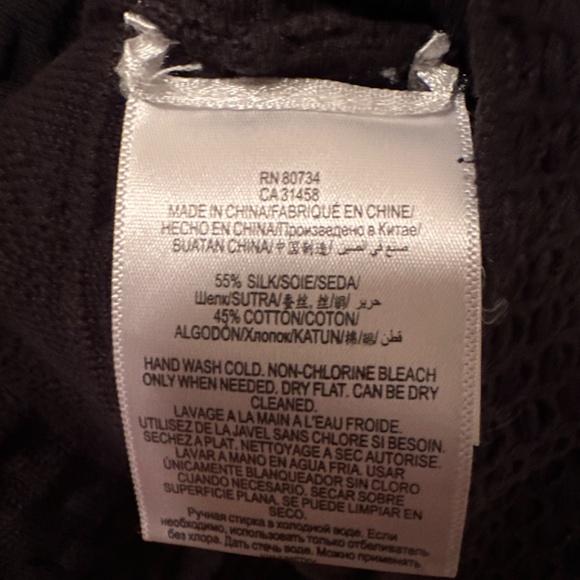 RN 80734
CA 31458
MADE IN CHINA/FABRIQUÉ EN CHINE/
HECHO EN CHINA/Произведено в Китае/
BUATAN CHINA/中国制造/ صنع في الصين
55% SILK/SOIE/SEDA/
Шелк/SUTRA/蚕丝, 丝/ حرير
45% COTTON/COTON/
ALGODÓN/Хлопок/KATUN/棉/ قطن
HAND WASH COLD. NON-CHLORINE BLEACH
ONLY WHEN NEEDED. DRY FLAT. CAN BE DRY
CLEANED.
LAVAGE A LA MAIN A L'EAU FROIDE.
UTILISEZ DE LA JAVEL SANS CHLORE SI BESOIN.
SECHEZ A PLAT. NETTOYAGE A SEC AUTORISE.
LAVAR A MANO EN AGUA FRIA. USAR
ÚNICAMENTE BLANQUEADOR SIN CLORO
CUANDO NECESARIO. SECAR SOBRE
SUPERFICIE PLANA. SE PUEDE LIMPIAR EN
SECO.
Ручная стирка в холодной воде. Если
необходимо, использовать только отбеливатель
без хлора. Дать стечь воде. Можно применять